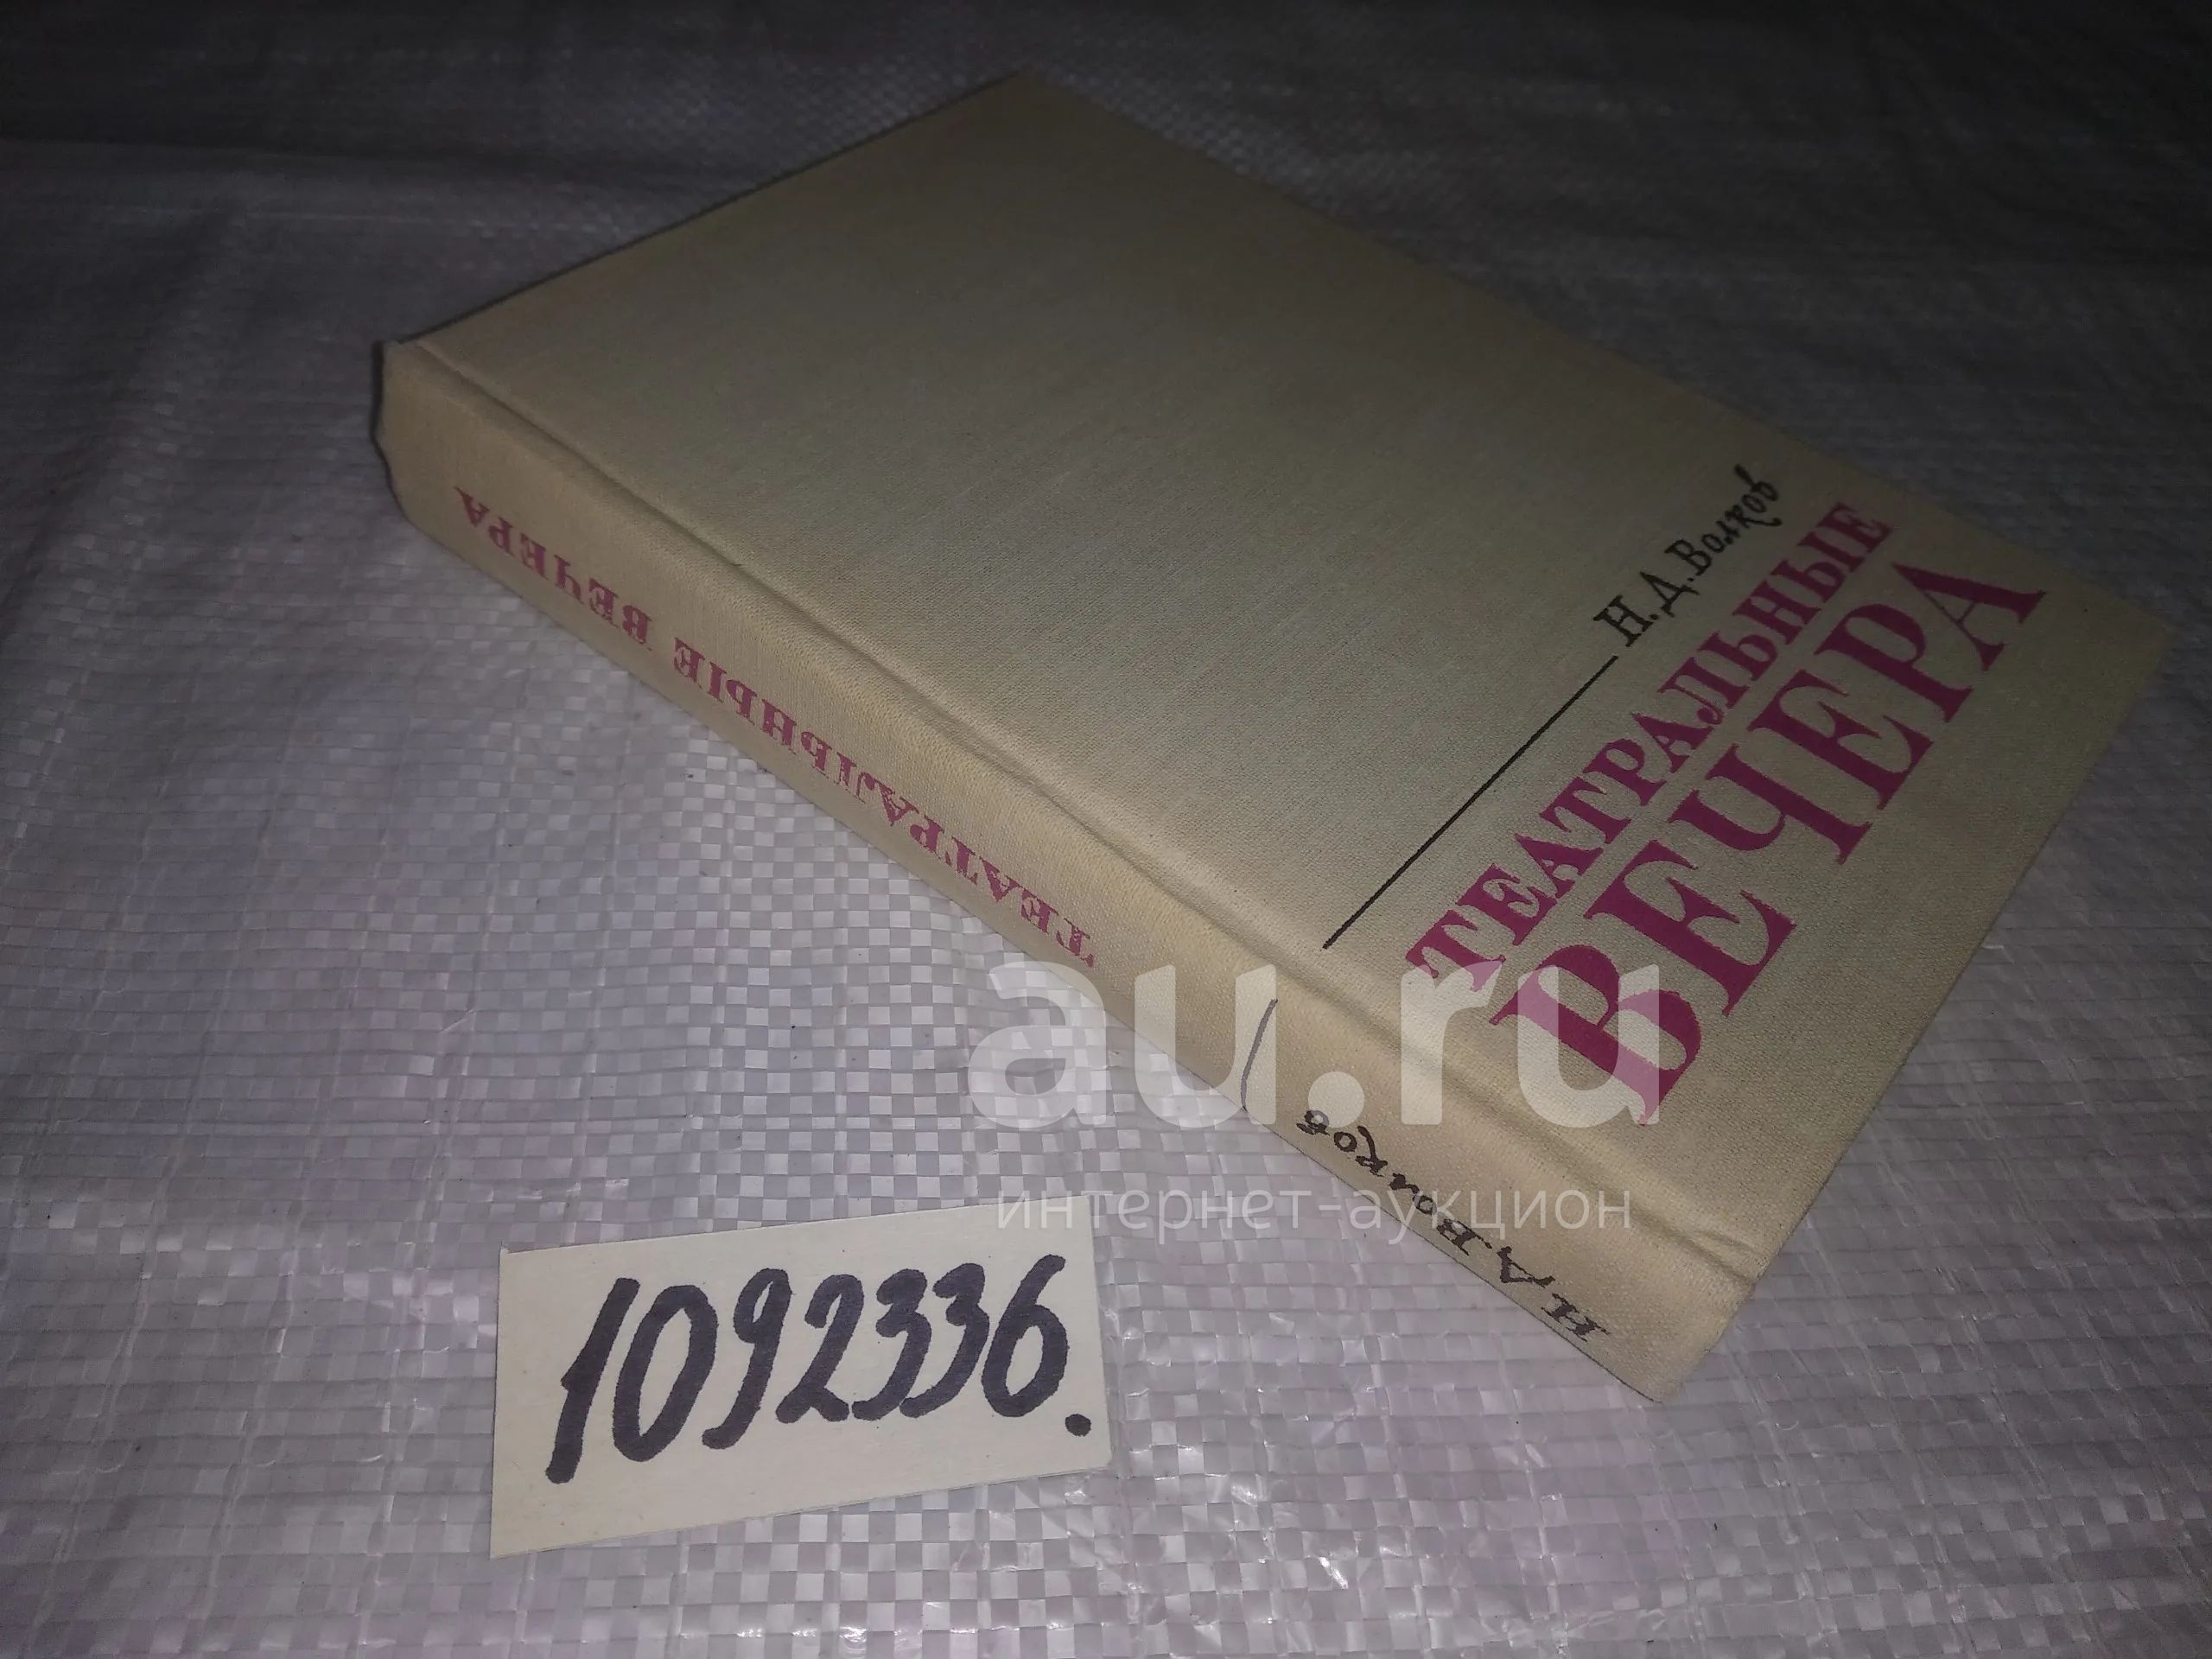 Н.Д.Волков
ТЕАТРАЛЬНЫЕ
ВЕЧЕРА
Н.Д.Волков
ТЕАТРАЛЬНЫЕ ВЕЧЕРА
au.ru
интернет-аукцион
1092336.